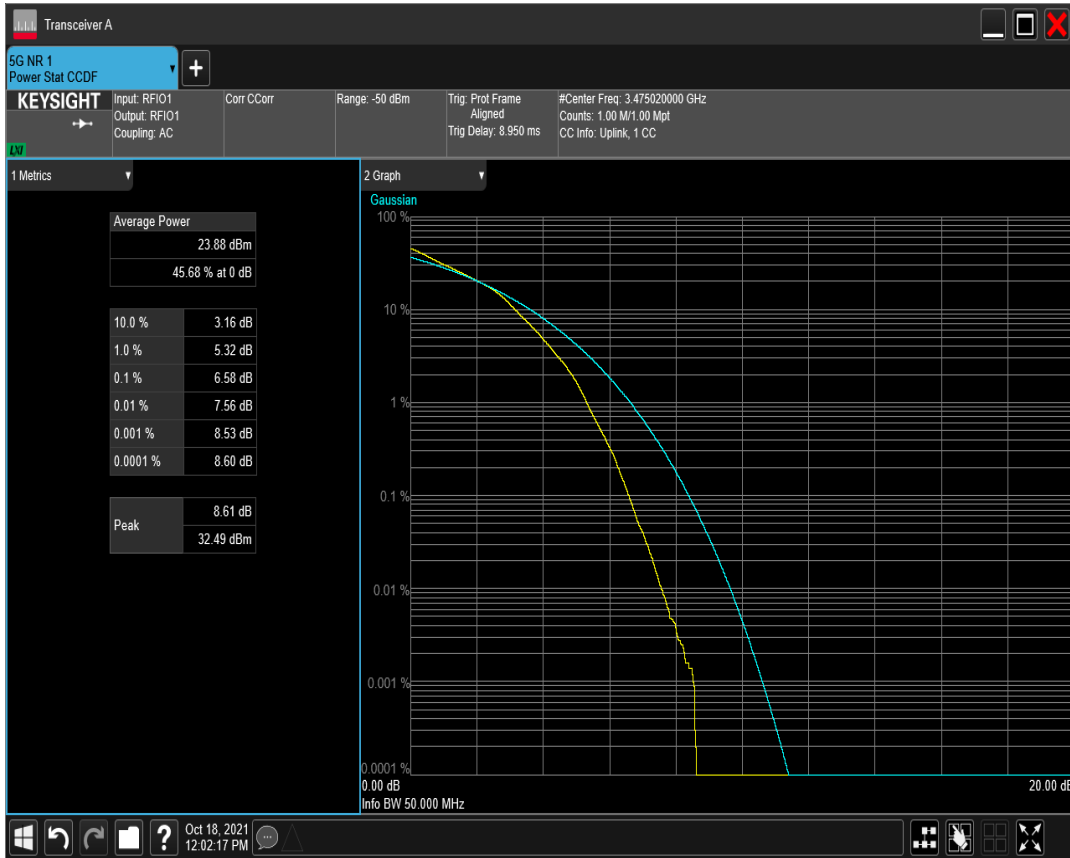 Transceiver A
5G NR 1
Power Stat CCDF
+
KEYSIGHT
LXI
Input: RFIO1
Output: RFIO1
Coupling: AC
Corr CCorr
Range: -50 dBm
Trig: Prot Frame
Aligned
Trig Delay: 8.950 ms
#Center Freq: 3.475020000 GHz
Counts: 1.00 M/1.00 Mpt
CC Info: Uplink, 1 CC
1 Metrics
Average Power
23.88 dBm
45.68 % at 0 dB
10.0 % 3.16 dB
1.0 % 5.32 dB
0.1 % 6.58 dB
0.01 % 7.56 dB
0.001 % 8.53 dB
0.0001 % 8.60 dB
Peak
8.61 dB
32.49 dBm
2 Graph
Gaussian
100 %
10 %
1 %
0.1 %
0.01 %
0.001 %
0.0001 %
0.00 dB 20.00 dB
Info BW 50.000 MHz
? Oct 18, 2021
12:02:17 PM